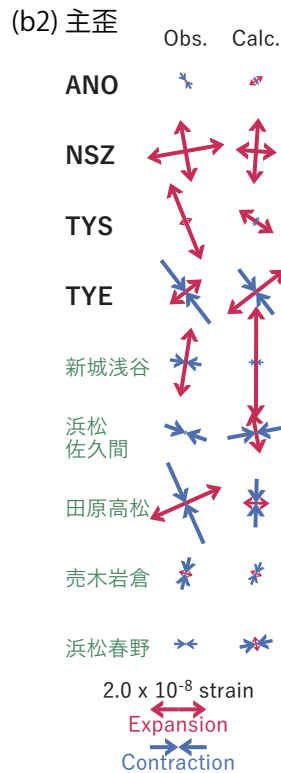 (b2) 主歪
Obs. Calc.
ANO
NSZ
TYS
TYE
新城浅谷
浜松
佐久間
田原高松
売木岩倉
浜松春野
2.0 x 10⁻⁸ strain
Expansion
Contraction